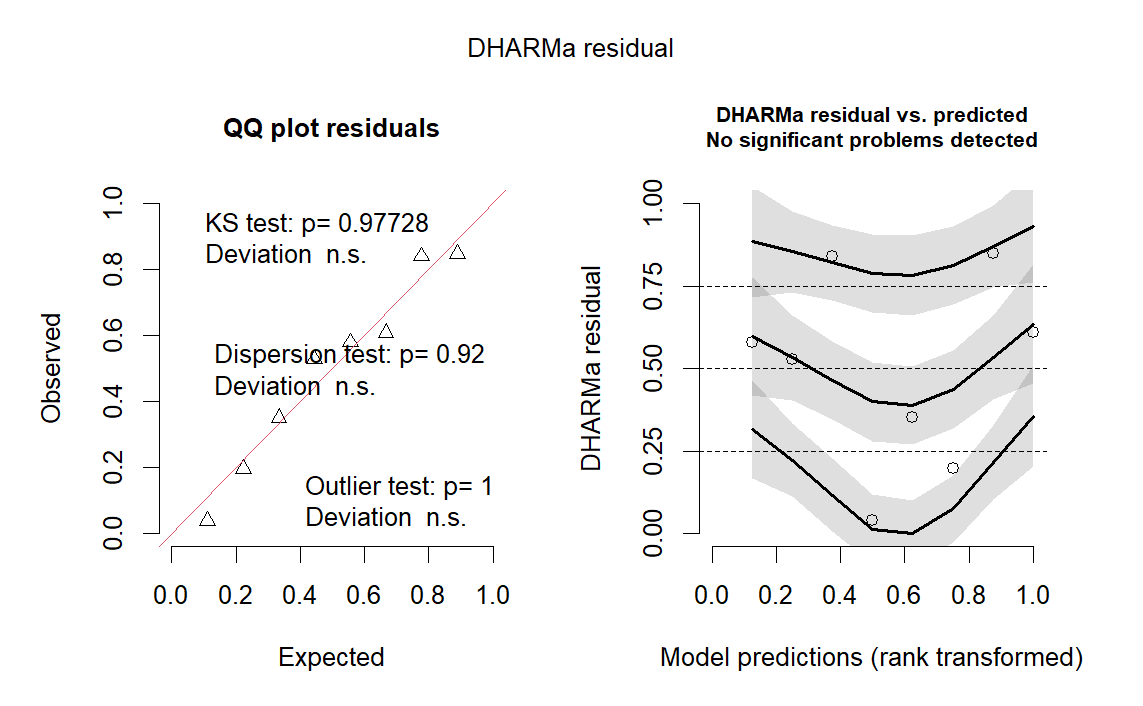 DHARMa residual
QQ plot residuals
KS test: p= 0.97728
Deviation  n.s.
Dispersion test: p= 0.92
Deviation  n.s.
Outlier test: p= 1
Deviation  n.s.
Observed
0.0 0.2 0.4 0.6 0.8 1.0
0.0 0.2 0.4 0.6 0.8 1.0
Expected
DHARMa residual vs. predicted
No significant problems detected
DHARMa residual
0.00 0.25 0.50 0.75 1.00
0.0 0.2 0.4 0.6 0.8 1.0
Model predictions (rank transformed)